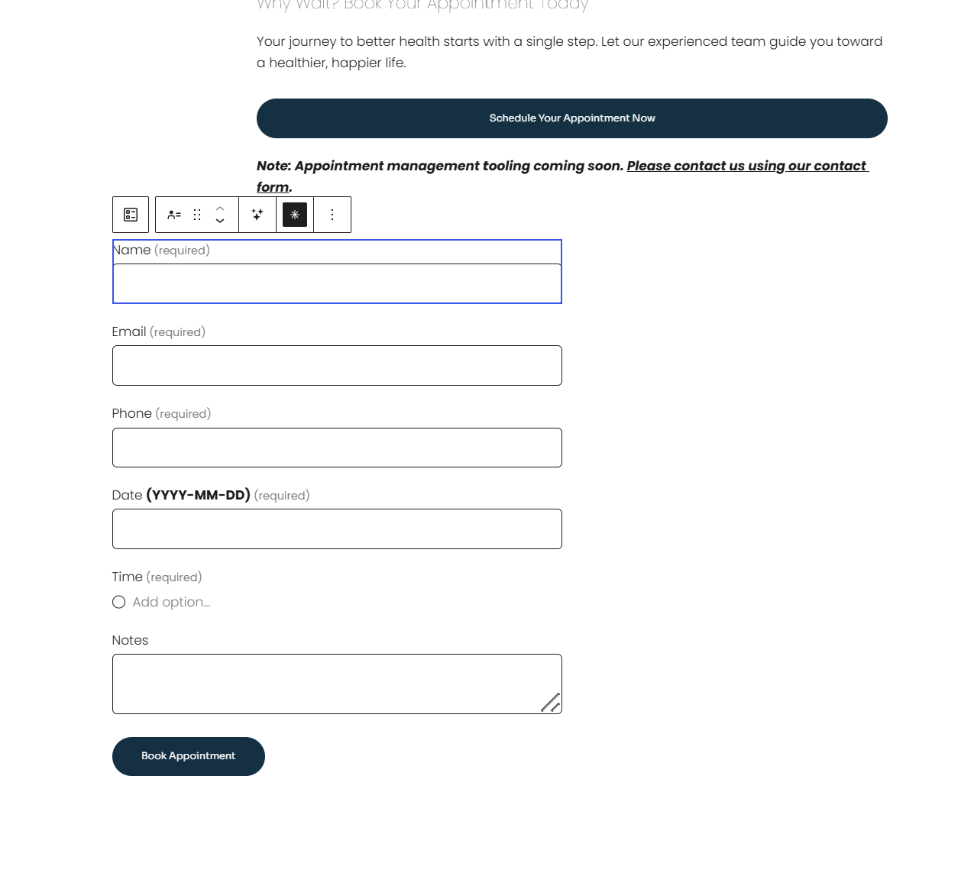 Why Wait? Book Your Appointment Today
Your journey to better health starts with a single step. Let our experienced team guide you toward
a healthier, happier life.
Schedule Your Appointment Now
Note: Appointment management tooling coming soon. Please contact us using our contact
form.
Name (required)
Email (required)
Phone (required)
Date (YYYY-MM-DD) (required)
Time (required)
Add option...
Notes
Book Appointment